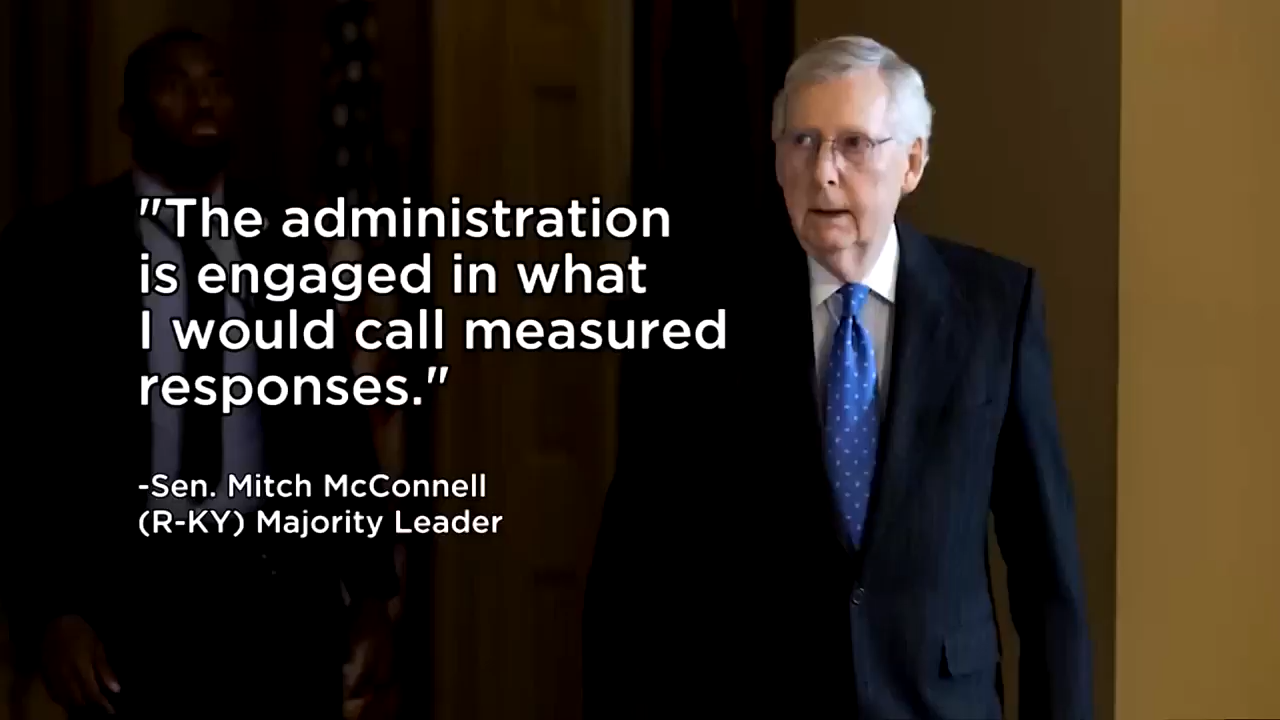 "The administration
is engaged in what
I would call measured
responses."
-Sen. Mitch McConnell
(R-KY) Majority Leader